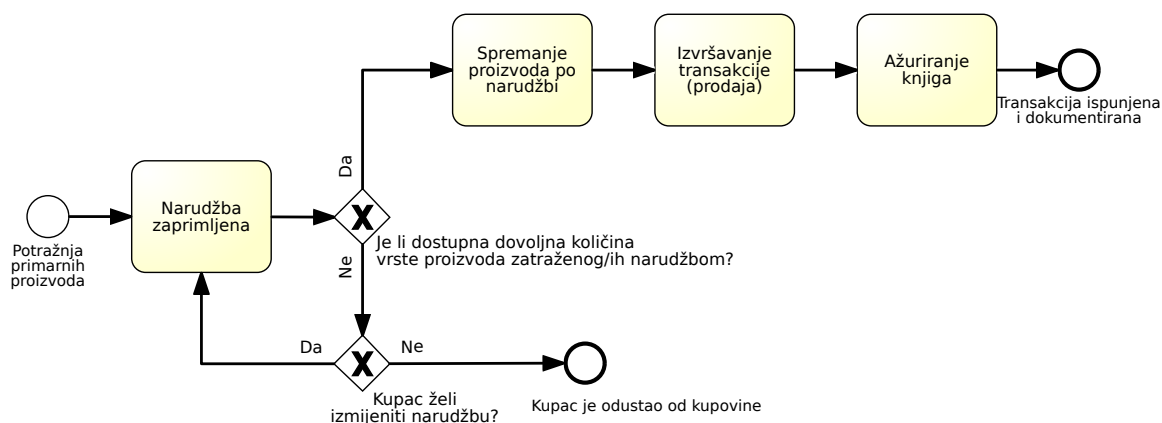 Spremanje
proizvoda po
narudžbi
Izvršavanje
transakcije
(prodaja)
Ažuriranje
knjiga
Transakcija ispunjena
i dokumentirana
Da
Narudžba
zaprimljena
Potražnja
primarnih
proizvoda
Je li dostupna dovoljna količina
vrste proizvoda zatraženog/ih narudžbom?
Ne
Da
Ne
Kupac želi
izmijeniti narudžbu?
Kupac je odustao od kupovine